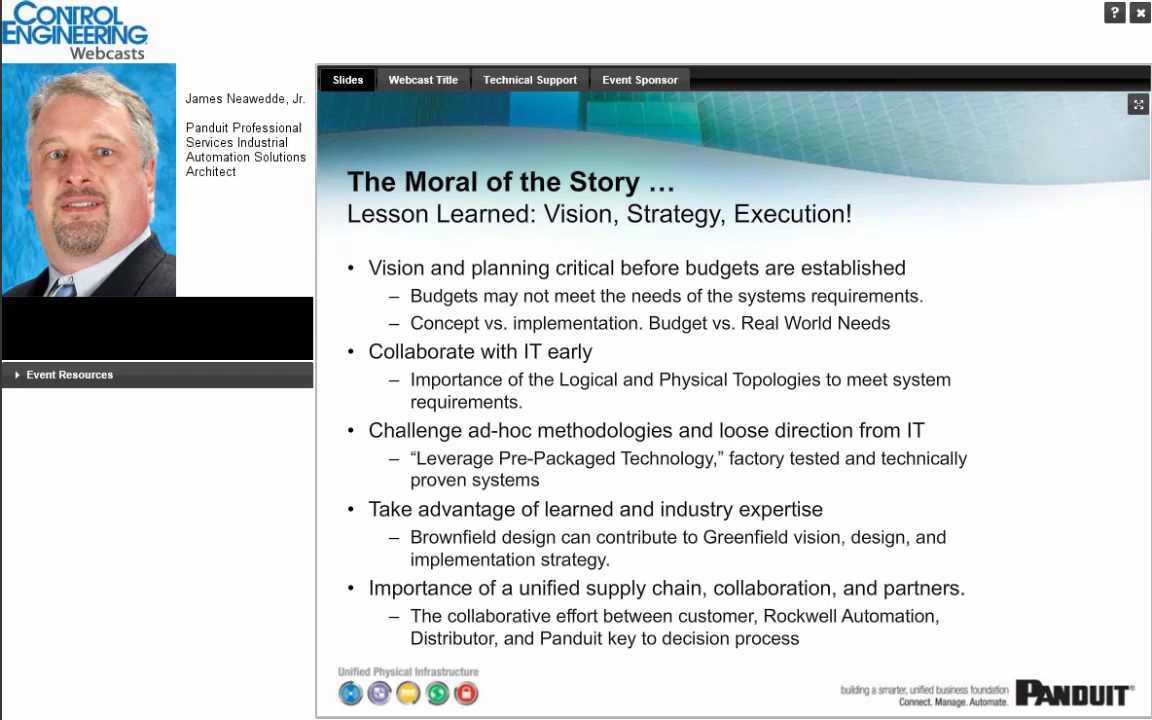 CONTROL
ENGINEERING
Webcasts
?
James Neawedde, Jr.
Panduit Professional
Services Industrial
Automation Solutions
Architect
Event Resources
Slides
Webcast Title
Technical Support
Event Sponsor
The Moral of the Story …
Lesson Learned: Vision, Strategy, Execution!
• Vision and planning critical before budgets are established
– Budgets may not meet the needs of the systems requirements.
– Concept vs. implementation. Budget vs. Real World Needs
• Collaborate with IT early
– Importance of the Logical and Physical Topologies to meet system
requirements.
• Challenge ad-hoc methodologies and loose direction from IT
– “Leverage Pre-Packaged Technology,” factory tested and technically
proven systems
• Take advantage of learned and industry expertise
– Brownfield design can contribute to Greenfield vision, design, and
implementation strategy.
• Importance of a unified supply chain, collaboration, and partners.
– The collaborative effort between customer, Rockwell Automation,
Distributor, and Panduit key to decision process
Unified Physical Infrastructure
building a smarter, unified business foundation
Connect. Manage. Automate.
PANDUIT